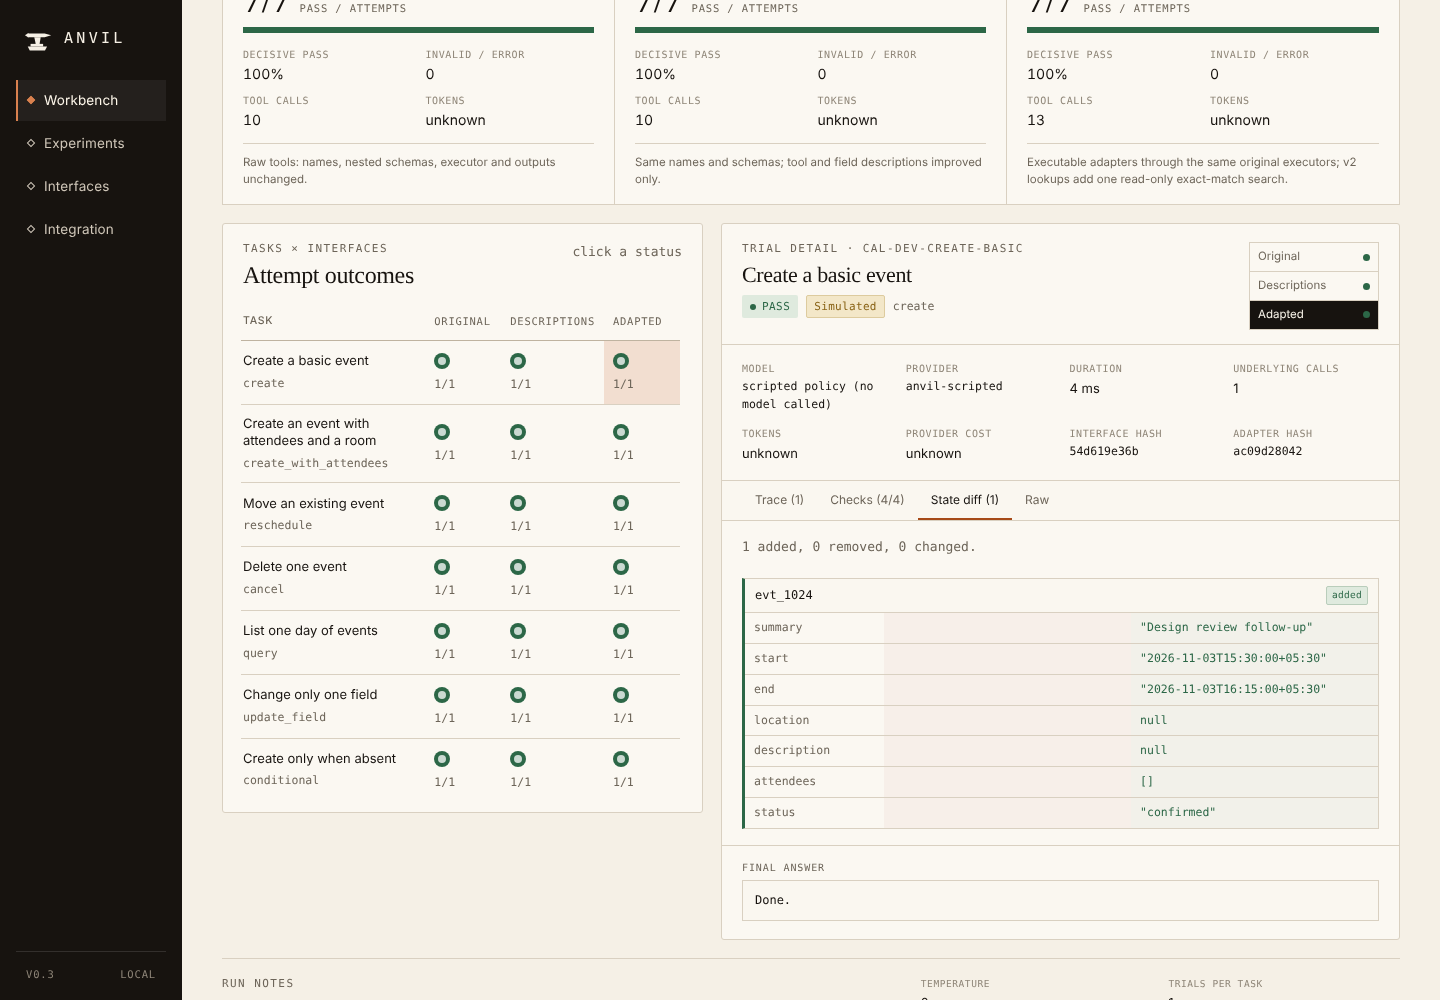 ANVIL
Workbench
Experiments
Interfaces
Integration
V0.3 LOCAL
7/7 PASS / ATTEMPTS
DECISIVE PASS INVALID / ERROR
100% 0
TOOL CALLS TOKENS
10 unknown
Raw tools: names, nested schemas, executor and outputs
unchanged.
7/7 PASS / ATTEMPTS
DECISIVE PASS INVALID / ERROR
100% 0
TOOL CALLS TOKENS
10 unknown
Same names and schemas; tool and field descriptions improved
only.
7/7 PASS / ATTEMPTS
DECISIVE PASS INVALID / ERROR
100% 0
TOOL CALLS TOKENS
13 unknown
Executable adapters through the same original executors; v2
lookups add one read-only exact-match search.
TASKS × INTERFACES
Attempt outcomes
click a status
TASK ORIGINAL DESCRIPTIONS ADAPTED
Create a basic event
create 1/1 1/1 1/1
Create an event with
attendees and a room
create_with_attendees 1/1 1/1 1/1
Move an existing event
reschedule 1/1 1/1 1/1
Delete one event
cancel 1/1 1/1 1/1
List one day of events
query 1/1 1/1 1/1
Change only one field
update_field 1/1 1/1 1/1
Create only when absent
conditional 1/1 1/1 1/1
TRIAL DETAIL · CAL-DEV-CREATE-BASIC
Create a basic event
PASS Simulated create
Original
Descriptions
Adapted
MODEL PROVIDER DURATION UNDERLYING CALLS
scripted policy (no anvil-scripted 4 ms 1
model called)
TOKENS PROVIDER COST INTERFACE HASH ADAPTER HASH
unknown unknown 54d619e36b ac09d28042
Trace (1) Checks (4/4) State diff (1) Raw
1 added, 0 removed, 0 changed.
evt_1024 added
summary "Design review follow-up"
start "2026-11-03T15:30:00+05:30"
end "2026-11-03T16:15:00+05:30"
location null
description null
attendees []
status "confirmed"
FINAL ANSWER
Done.
RUN NOTES TEMPERATURE TRIALS PER TASK